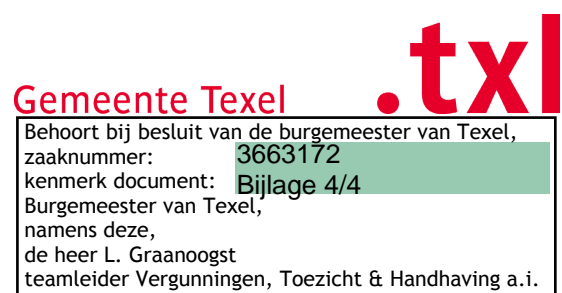 .txl
Gemeente Texel
Behoort bij besluit van de burgemeester van Texel,
zaaknummer: 3663172
kenmerk document: Bijlage 4/4
Burgemeester van Texel,
namens deze,
de heer L. Graanoogst
teamleider Vergunningen, Toezicht & Handhaving a.i.